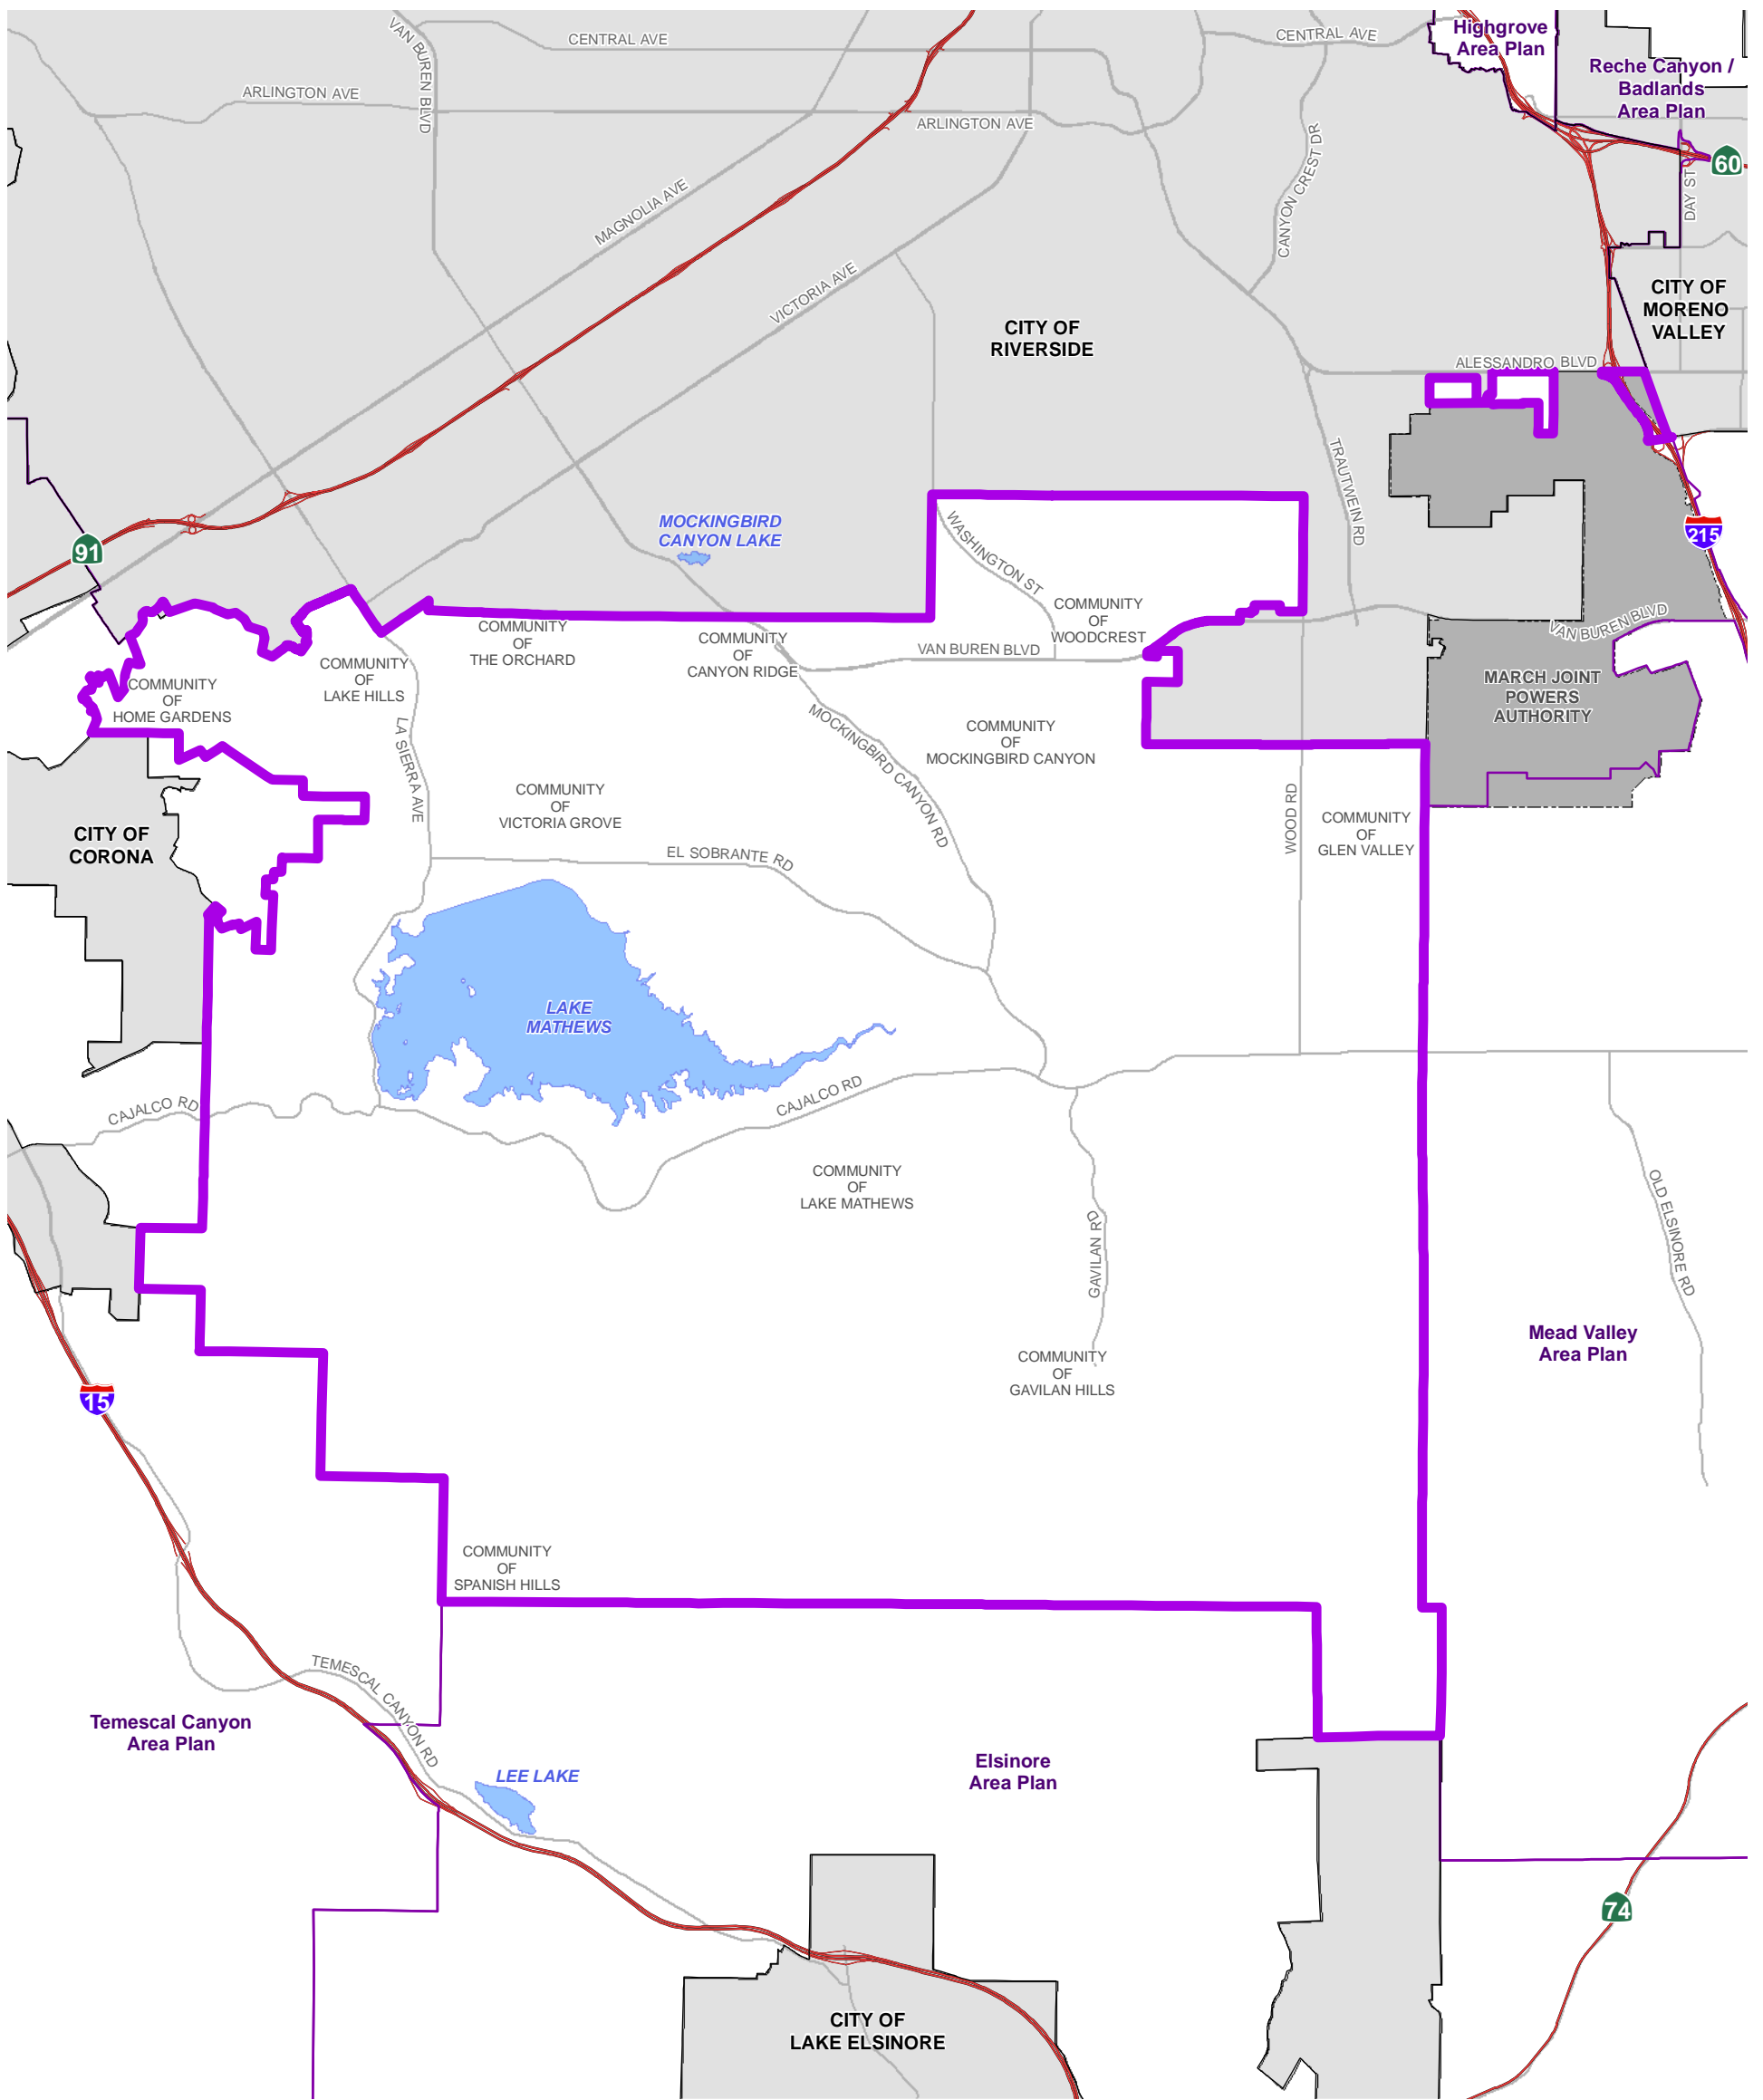 VAN BUREN BLVD
CENTRAL AVE
CENTRAL AVE
Highgrove
Area Plan
Reche Canyon /
Badlands
Area Plan
ARLINGTON AVE
ARLINGTON AVE
60
CANYON CREST DR
DAY ST
MAGNOLIA AVE
VICTORIA AVE
CITY OF
MORENO
VALLEY
CITY OF
RIVERSIDE
ALESSANDRO BLVD
TRAUTWEIN RD
MOCKINGBIRD
CANYON LAKE
91
215
WASHINGTON ST
COMMUNITY
OF
WOODCREST
VAN BUREN BLVD
COMMUNITY
OF
THE ORCHARD
COMMUNITY
OF
CANYON RIDGE
VAN BUREN BLVD
COMMUNITY
OF
LAKE HILLS
COMMUNITY
OF
HOME GARDENS
MARCH JOINT
POWERS
AUTHORITY
LA SIERRA AVE
MOCKINGBIRD CANYON RD
COMMUNITY
OF
MOCKINGBIRD CANYON
COMMUNITY
OF
VICTORIA GROVE
WOOD RD
COMMUNITY
OF
GLEN VALLEY
CITY OF
CORONA
EL SOBRANTE RD
LAKE
MATHEWS
CAJALCO RD
CAJALCO RD
COMMUNITY
OF
LAKE MATHEWS
GAVILAN RD
OLD ELSINORE RD
Mead Valley
Area Plan
COMMUNITY
OF
GAVILAN HILLS
15
COMMUNITY
OF
SPANISH HILLS
TEMESCAL CANYON RD
Temescal Canyon
Area Plan
LEE LAKE
Elsinore
Area Plan
74
CITY OF
LAKE ELSINORE